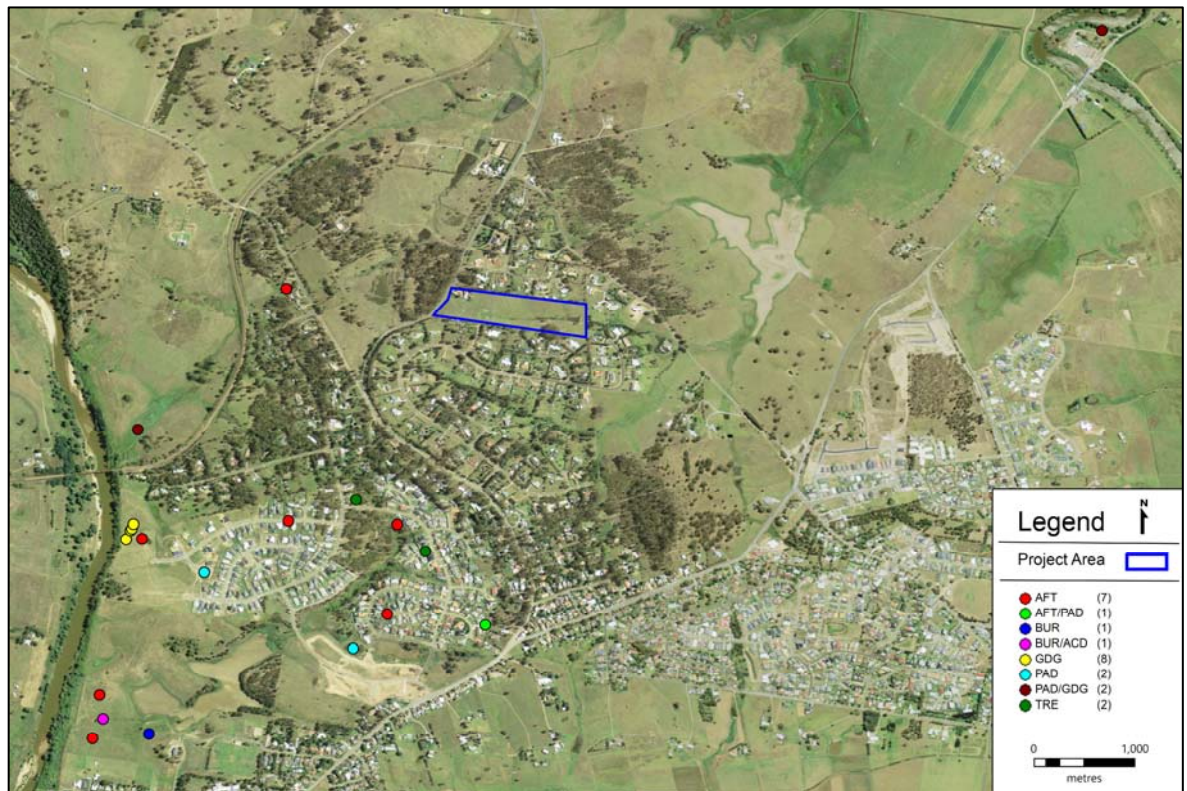 Legend
N
Project Area
AFT (7)
AFT/PAD (1)
BUR (1)
BUR/ACD (1)
GDG (8)
PAD (2)
PAD/GDG (2)
TRE (2)
0 1,000
metres